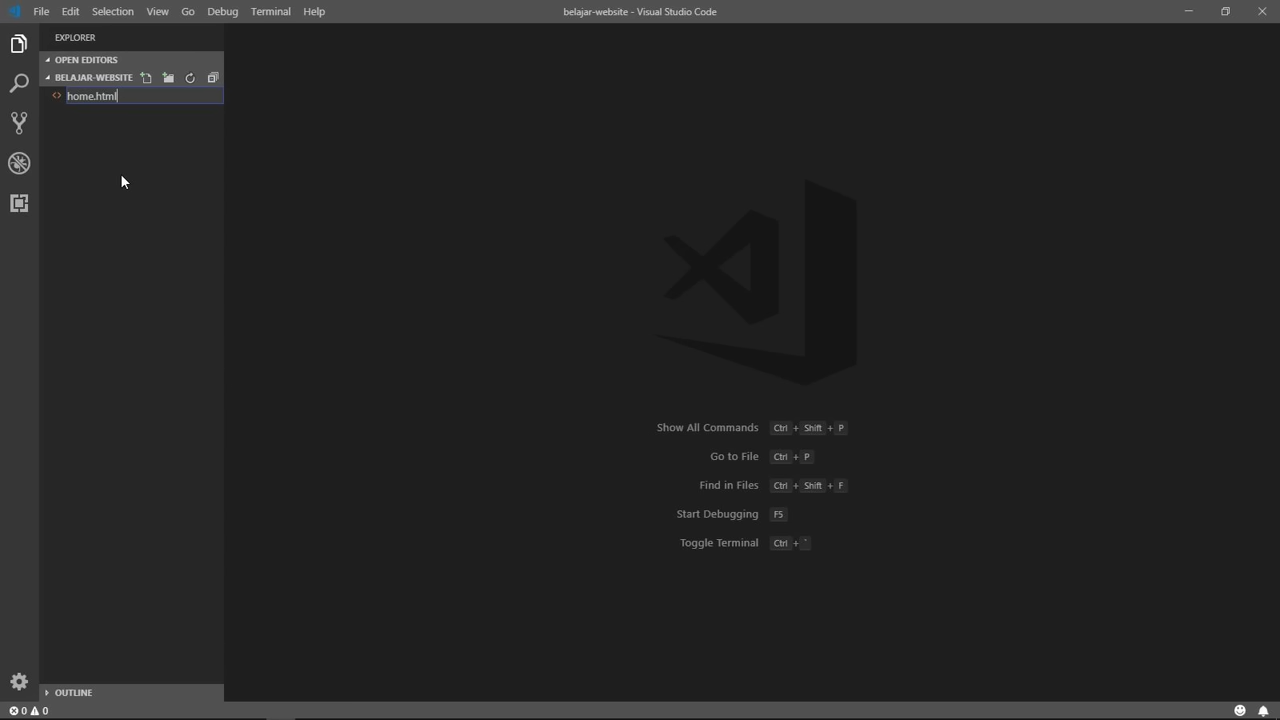 File Edit Selection View Go Debug Terminal Help
belajar-website - Visual Studio Code
EXPLORER
OPEN EDITORS
BELAJAR-WEBSITE
home.html
Show All Commands Ctrl + Shift + P
Go to File Ctrl + P
Find in Files Ctrl + Shift + F
Start Debugging F5
Toggle Terminal Ctrl + `
OUTLINE
0 0